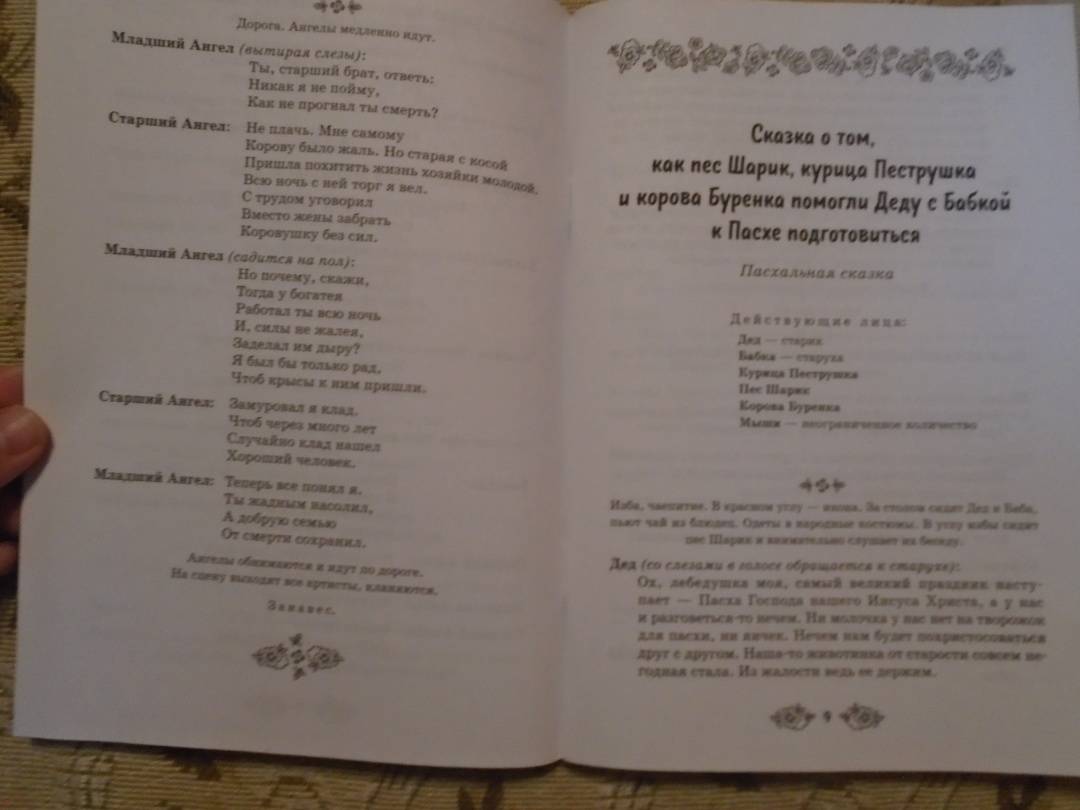 Дорога. Ангелы медленно идут.
Младший Ангел (вытирая слезы):
Ты, старший брат, ответь:
Никак я не пойму,
Как не прогнал ты смерть?
Старший Ангел: Не плачь. Мне самому
Корову было жаль. Но старая с косой
Пришла похитить жизнь хозяйки молодой.
Всю ночь с ней торг я вел.
С трудом уговорил
Вместо жены забрать
Коровушку без сил.
Младший Ангел (садится на пол):
Но почему, скажи,
Тогда у богатея
Работал ты всю ночь
И, силы не жалея,
Заделал им дыру?
Я был бы только рад,
Чтоб крысы к ним пришли.
Старший Ангел: Замуровал я клад.
Чтоб через много лет
Случайно клад нашел
Хороший человек.
Младший Ангел: Теперь все понял я.
Ты жадным насолил,
А добрую семью
От смерти сохранил.
Ангелы обнимаются и идут по дороге.
На сцену выходят все артисты, кланяются.
Занавес.
Сказка о том,
как пес Шарик, курица Пеструшка
и корова Буренка помогли Деду с Бабкой
к Пасхе подготовиться
Пасхальная сказка
Действующие лица:
Дед — старик
Бабка — старуха
Курица Пеструшка
Пес Шарик
Корова Буренка
Мыши — неограниченное количество
Изба, чаепитие. В красном углу — икона. За столом сидят Дед и Баба,
пьют чай из блюдец. Одеты в народные костюмы. В углу избы сидит
пес Шарик и внимательно слушает их беседу.
Дед (со слезами в голосе обращается к старухе):
Ох, лебедушка моя, самый великий праздник насту-
пает — Пасха Господа нашего Иисуса Христа, а у нас
и разговеться-то нечем. Ни молочка у нас нет на творожок
для пасхи, ни яичек. Нечем нам будет похристосоваться
друг с другом. Наша-то животинка от старости совсем не-
годная стала. Из жалости ведь ее держим.
9